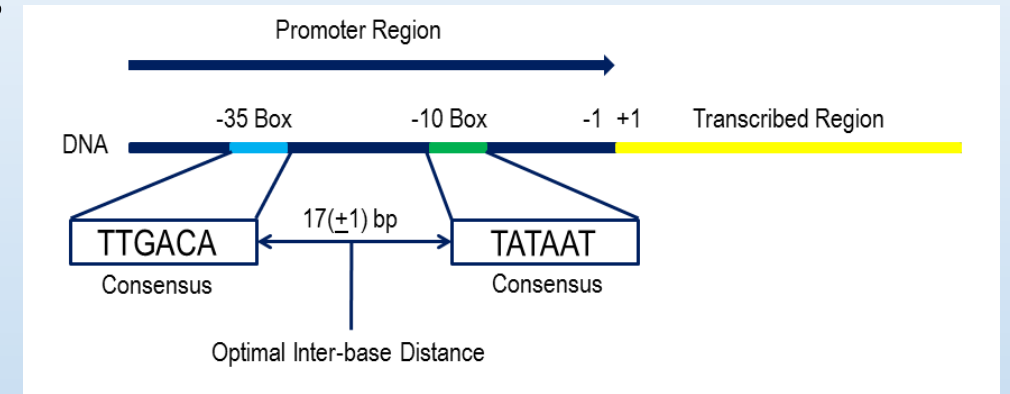 Promoter Region
-35 Box -10 Box -1 +1 Transcribed Region
DNA
17(±1) bp
TTGACA TATAAT
Consensus Consensus
Optimal Inter-base Distance